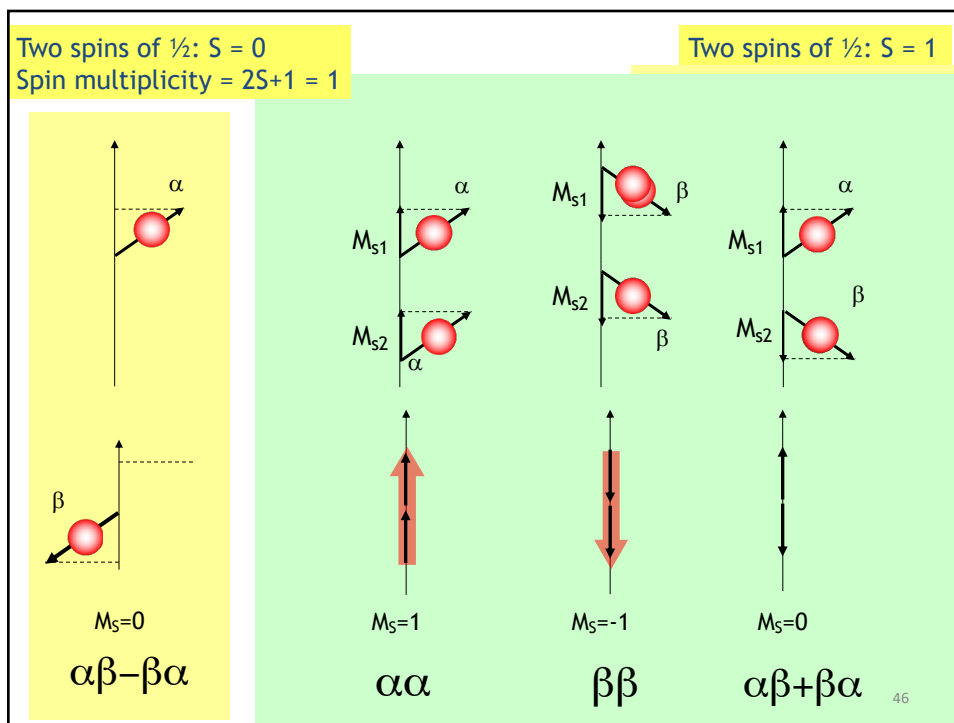 Two spins of ½: S = 0
Spin multiplicity = 2S+1 = 1
Two spins of ½: S = 1
α
β
M_S=0
αβ−βα
α
M_s1
M_s2
α
M_S=1
αα
M_s1
β
M_s2
β
M_S=-1
ββ
α
M_s1
β
M_s2
M_S=0
αβ+βα
46